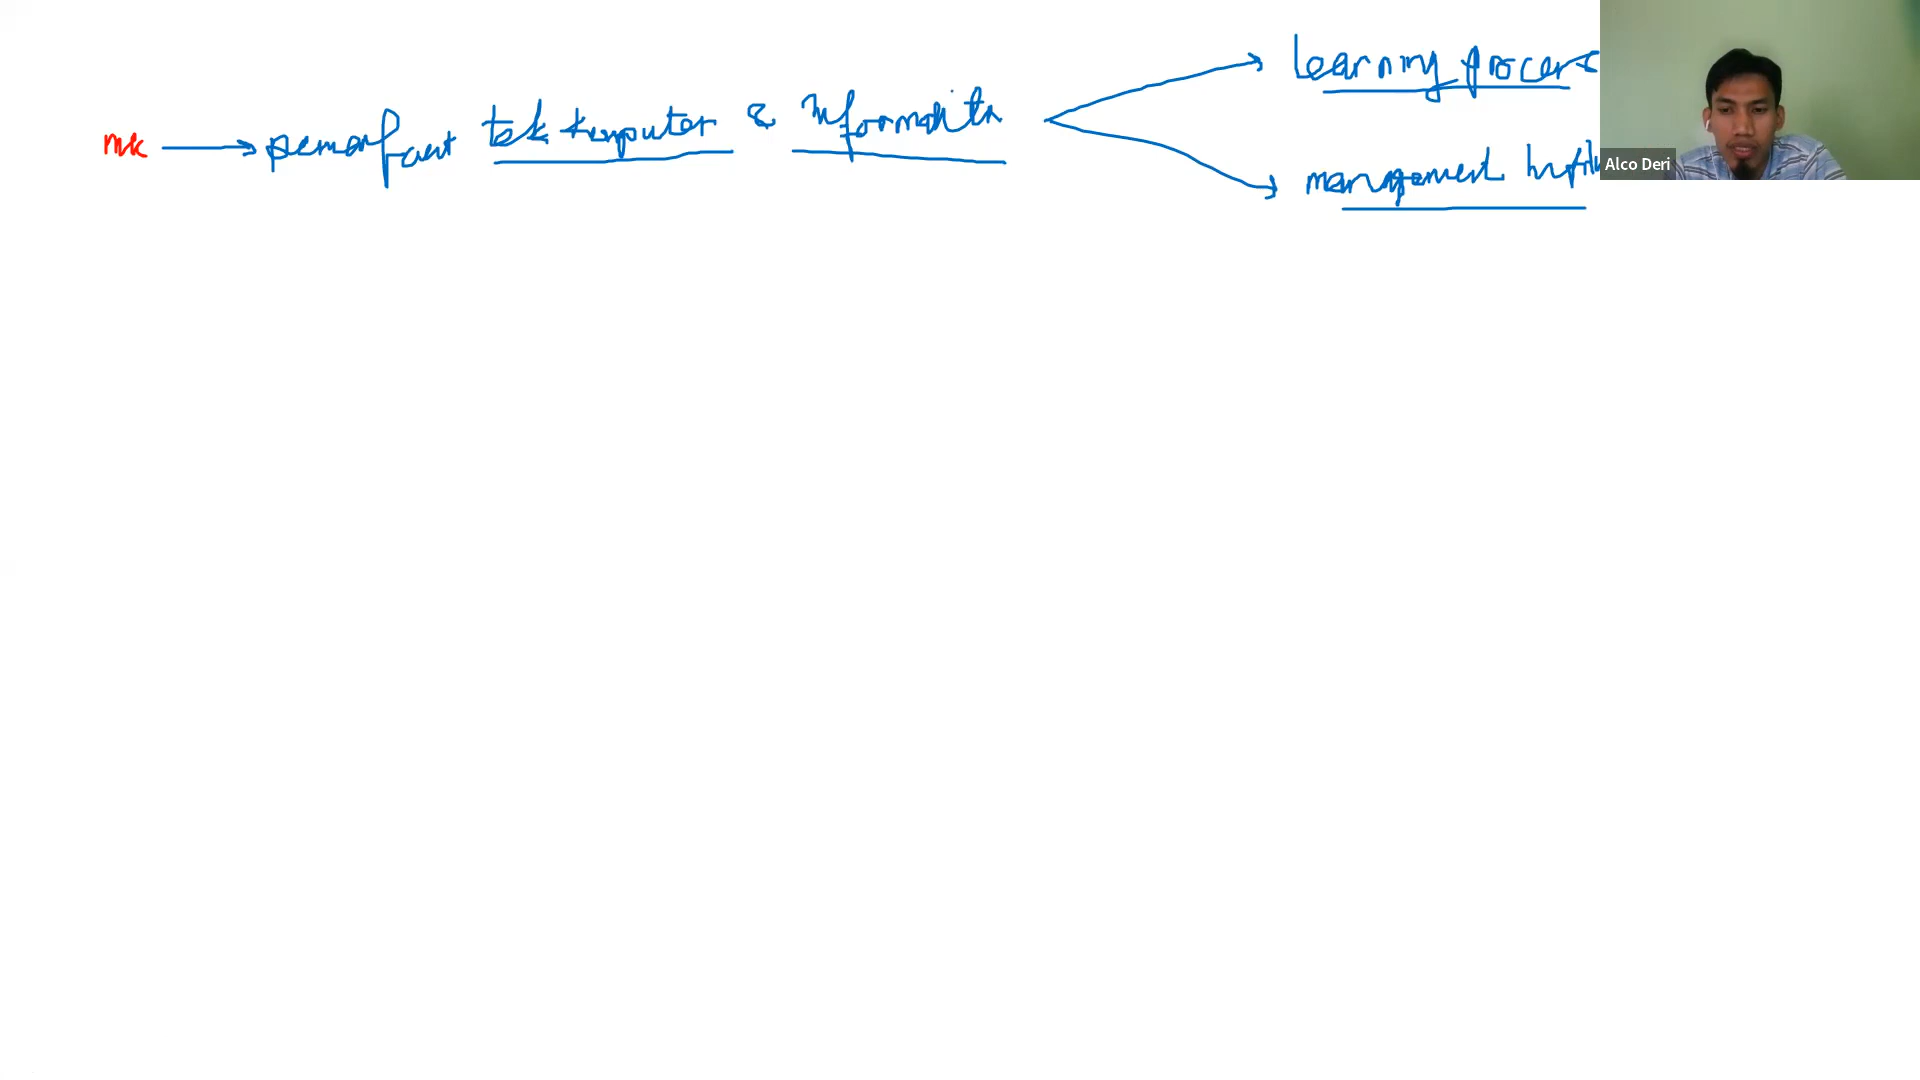 mk → pemanfaat tek komputer & Informatika
learning process
management
Alco Deri